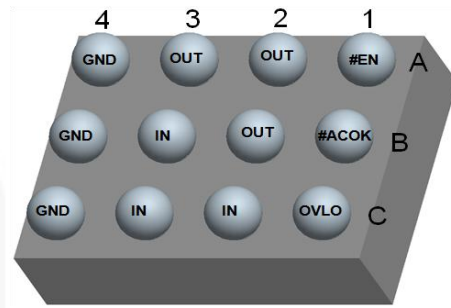 4 3 2 1
GND OUT OUT #EN A
GND IN OUT #ACOK B
GND IN IN OVLO C